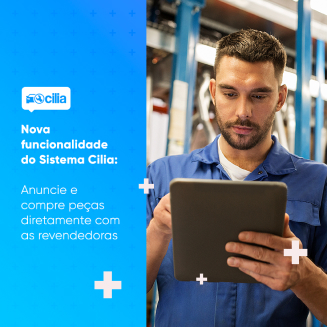 cilia
Nova
funcionalidade
do Sistema Cilia:
Anuncie e
compre peças
diretamente com
as revendedoras